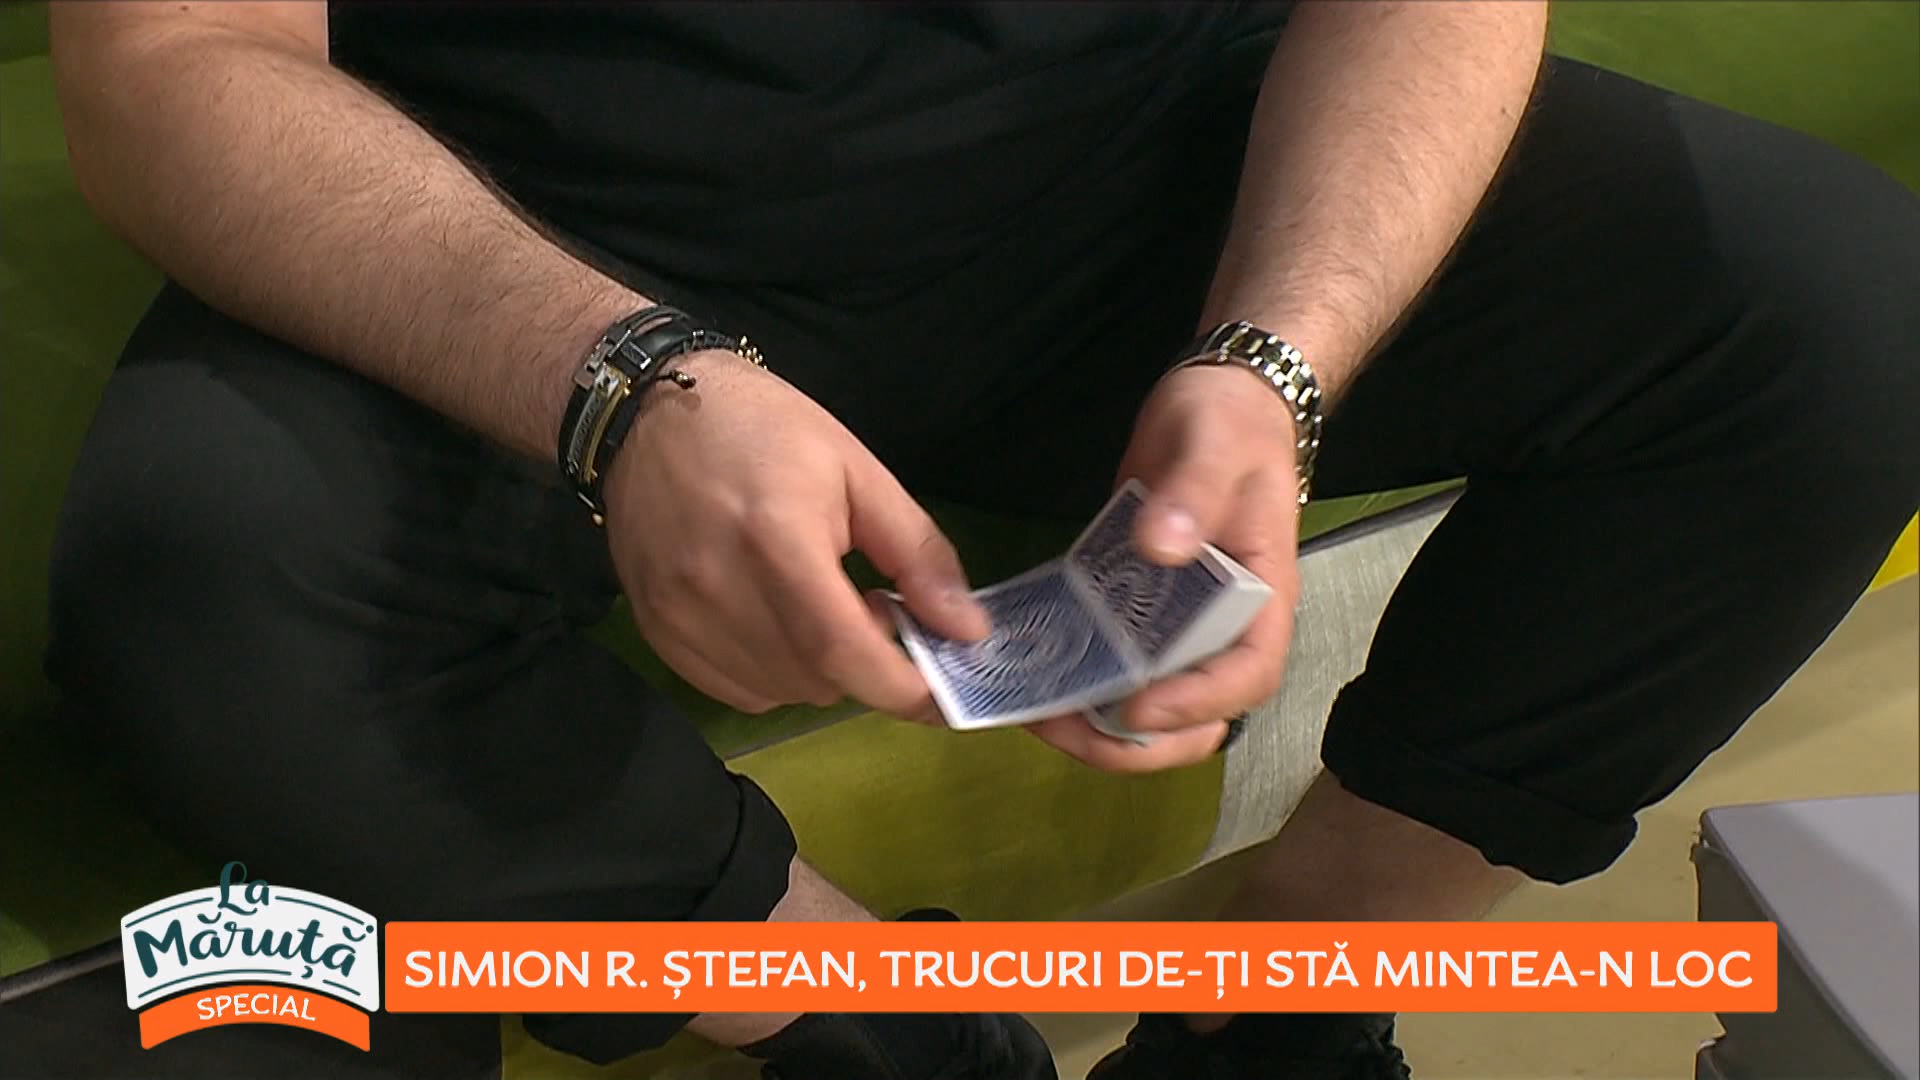 La
Măruță
SPECIAL
SIMION R. ȘTEFAN, TRUCURI DE-ȚI STĂ MINTEA-N LOC